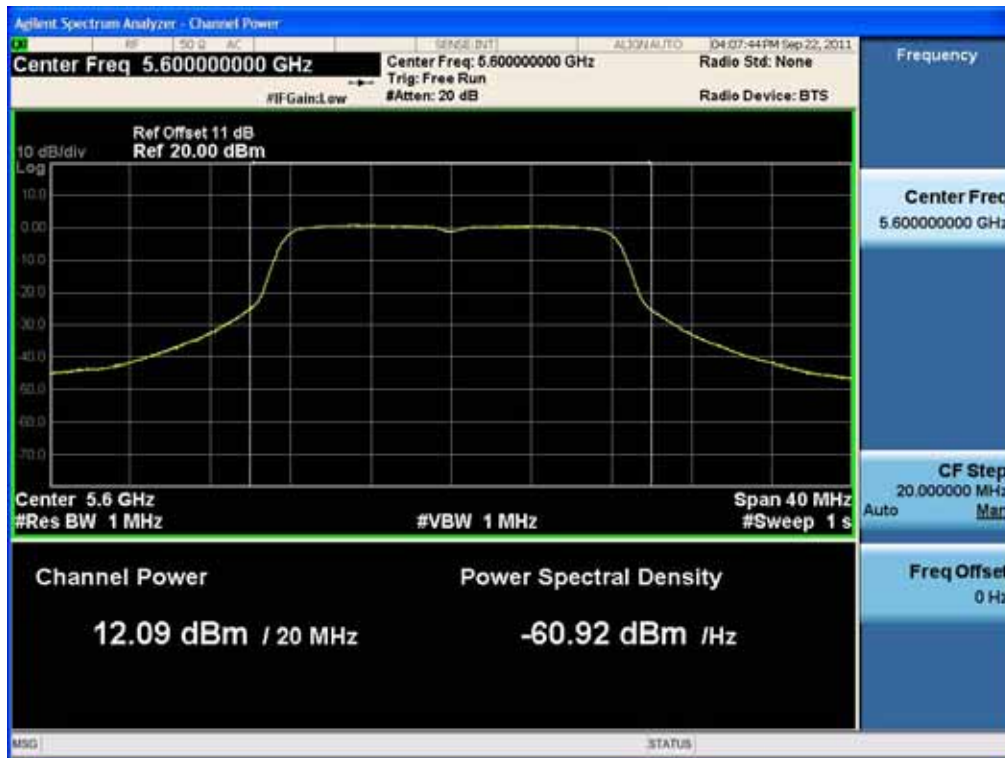 Agilent Spectrum Analyzer - Channel Power
RF 50 Ω AC SENSE:INT ALIGN AUTO 04:07:44 PM Sep 22, 2011
Center Freq 5.600000000 GHz
Center Freq: 5.600000000 GHz
Radio Std: None
Trig: Free Run
#IFGain:Low
#Atten: 20 dB
Radio Device: BTS
Ref Offset 11 dB
10 dB/div Ref 20.00 dBm
Log
10.0
0.00
-10.0
-20.0
-30.0
-40.0
-50.0
-60.0
-70.0
Center 5.6 GHz
Span 40 MHz
#Res BW 1 MHz
#VBW 1 MHz
#Sweep 1 s
Channel Power
Power Spectral Density
12.09 dBm / 20 MHz
-60.92 dBm /Hz
MSG
STATUS
Frequency
Center Freq
5.600000000 GHz
CF Step
20.000000 MHz
Auto Man
Freq Offset
0 Hz